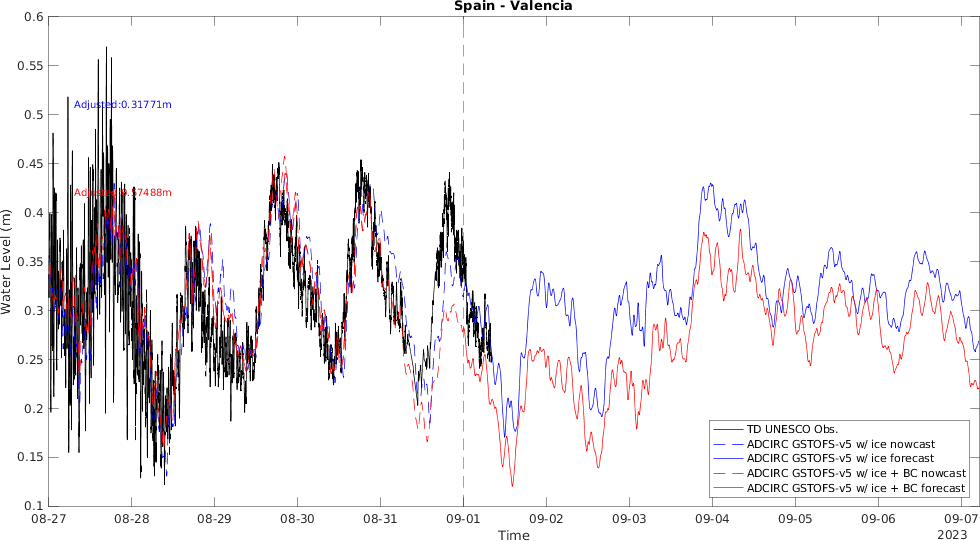 Spain - Valencia
0.6
0.55
0.5
0.45
0.4
0.35
0.3
0.25
0.2
0.15
0.1
Water Level (m)
Adjusted:0.31771m
Adjusted:0.57488m
08-27
08-28
08-29
08-30
08-31
09-01
09-02
09-03
09-04
09-05
09-06
09-07
2023
Time
TD UNESCO Obs.
ADCIRC GSTOFS-v5 w/ ice nowcast
ADCIRC GSTOFS-v5 w/ ice forecast
ADCIRC GSTOFS-v5 w/ ice + BC nowcast
ADCIRC GSTOFS-v5 w/ ice + BC forecast